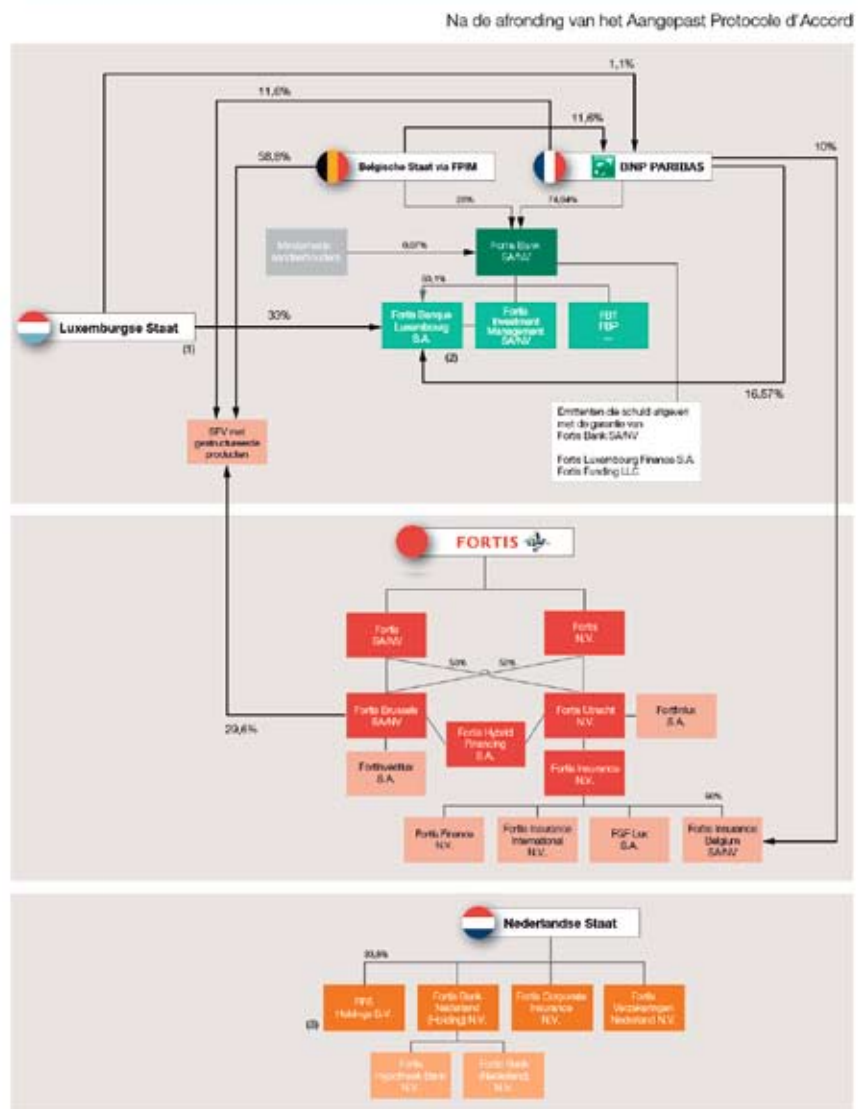 Na de afronding van het Aangepast Protocole d'Accord
1,1%
11,6%
11,6%
10%
58,8%
Belgische Staat via FPIM
BNP PARIBAS
25%
74,94%
Minderheids-
aandeelhouders
Fortis Bank
SA/NV
Luxemburgse Staat
33%
(1)
Fortis Banque
Luxembourg
S.A.
Fortis
Investment
Management
SA/NV
FBT
FBP
...
(2)
16,57%
SPV met
gestructureerde
producten
Emittenten die schuld uitgeven
met de garantie van
Fortis Bank SA/NV
Fortis Luxembourg Finance S.A.
Fortis Funding LLC
FORTIS
Fortis
SA/NV
Fortis
N.V.
50%
50%
Fortis Brussels
SA/NV
Fortis Utrecht
N.V.
Fortfinlux
S.A.
29,6%
Fortis Hybrid
Financing
S.A.
Fortinvestlux
S.A.
Fortis Insurance
N.V.
90%
Fortis Finance
N.V.
Fortis Insurance
International
N.V.
FGF Lux
S.A.
Fortis Insurance
Belgium
SA/NV
Nederlandse Staat
33,8%
RFS
Holdings B.V.
Fortis Bank
Nederland
(Holding) N.V.
Fortis Corporate
Insurance
N.V.
Fortis
Verzekeringen
Nederland N.V.
(3)
Fortis
Hypotheek Bank
N.V.
Fortis Bank
(Nederland)
N.V.